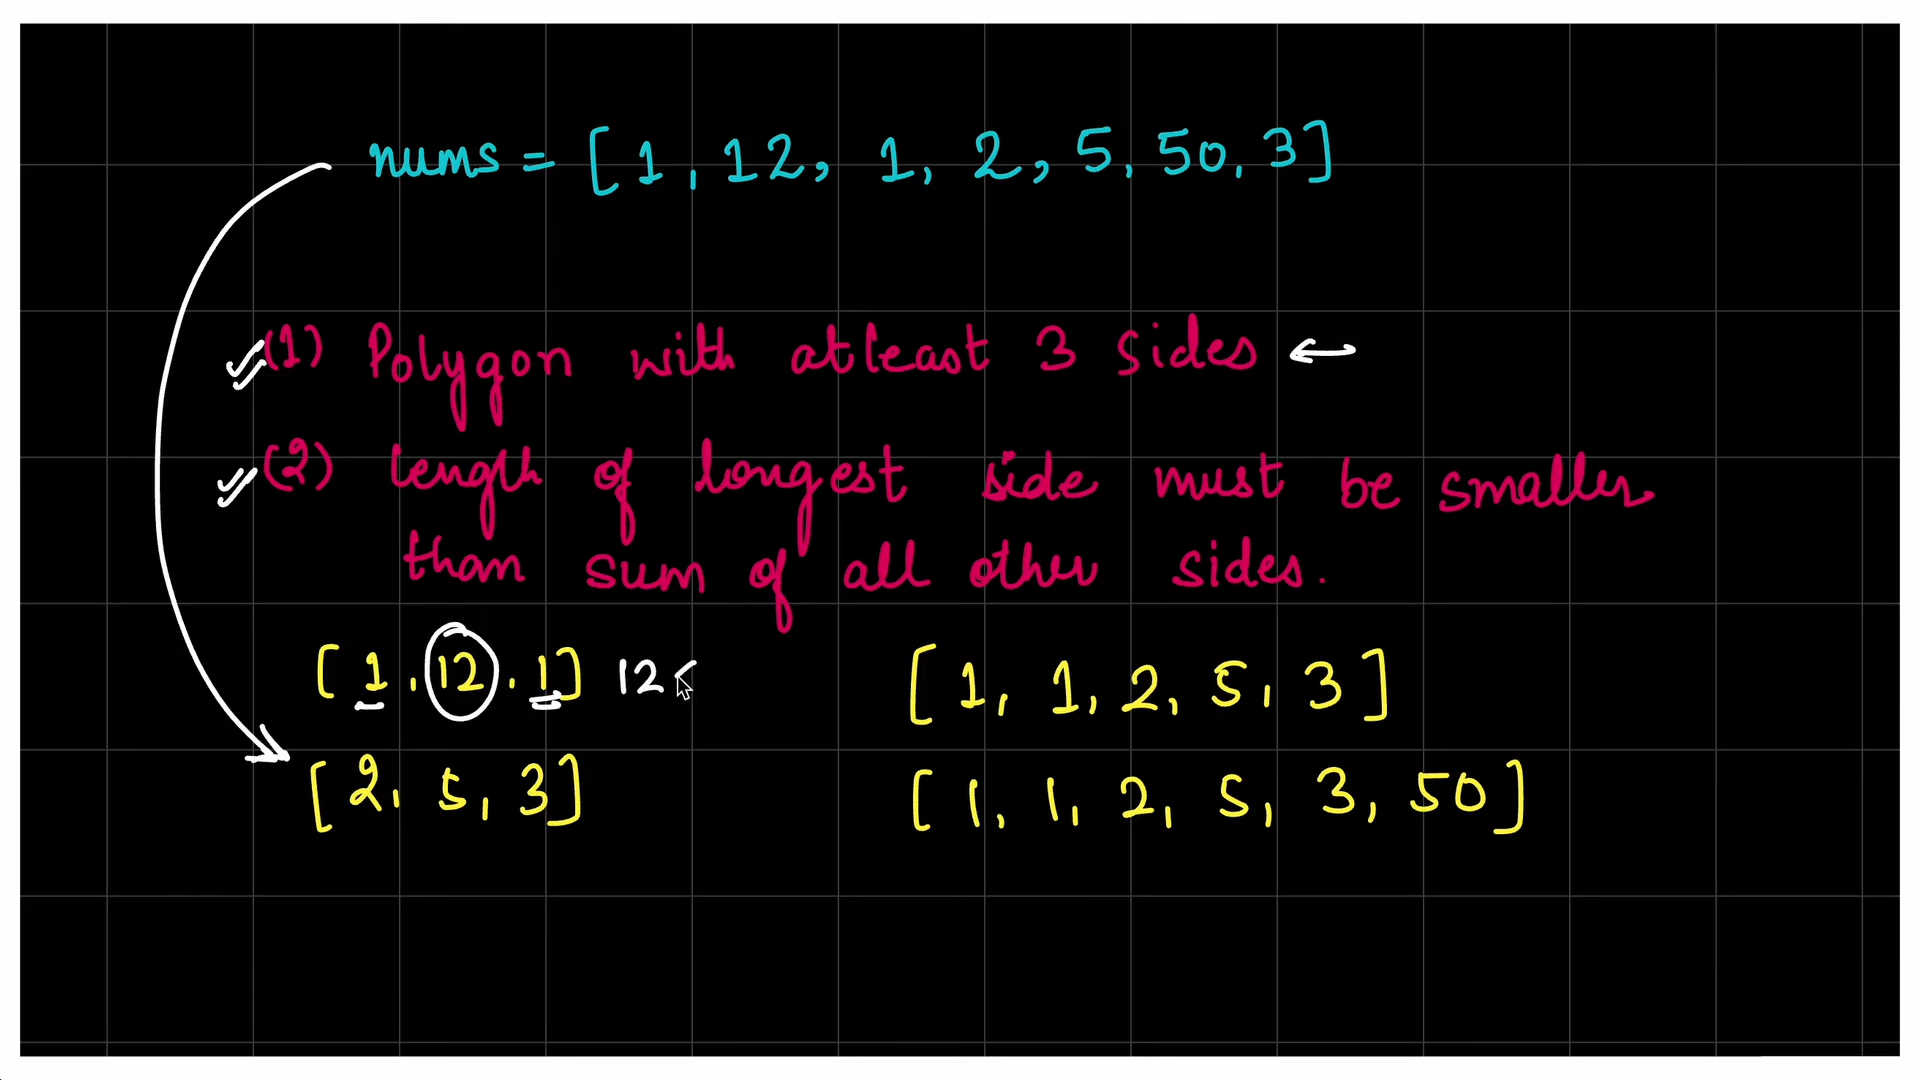 nums = [1, 12, 1, 2, 5, 50, 3]
(1) Polygon with atleast 3 sides ←
(2) length of longest side must be smaller
than sum of all other sides.
[1, 12, 1] 12 <
[1, 1, 2, 5, 3]
[2, 5, 3]
[1, 1, 2, 5, 3, 50]